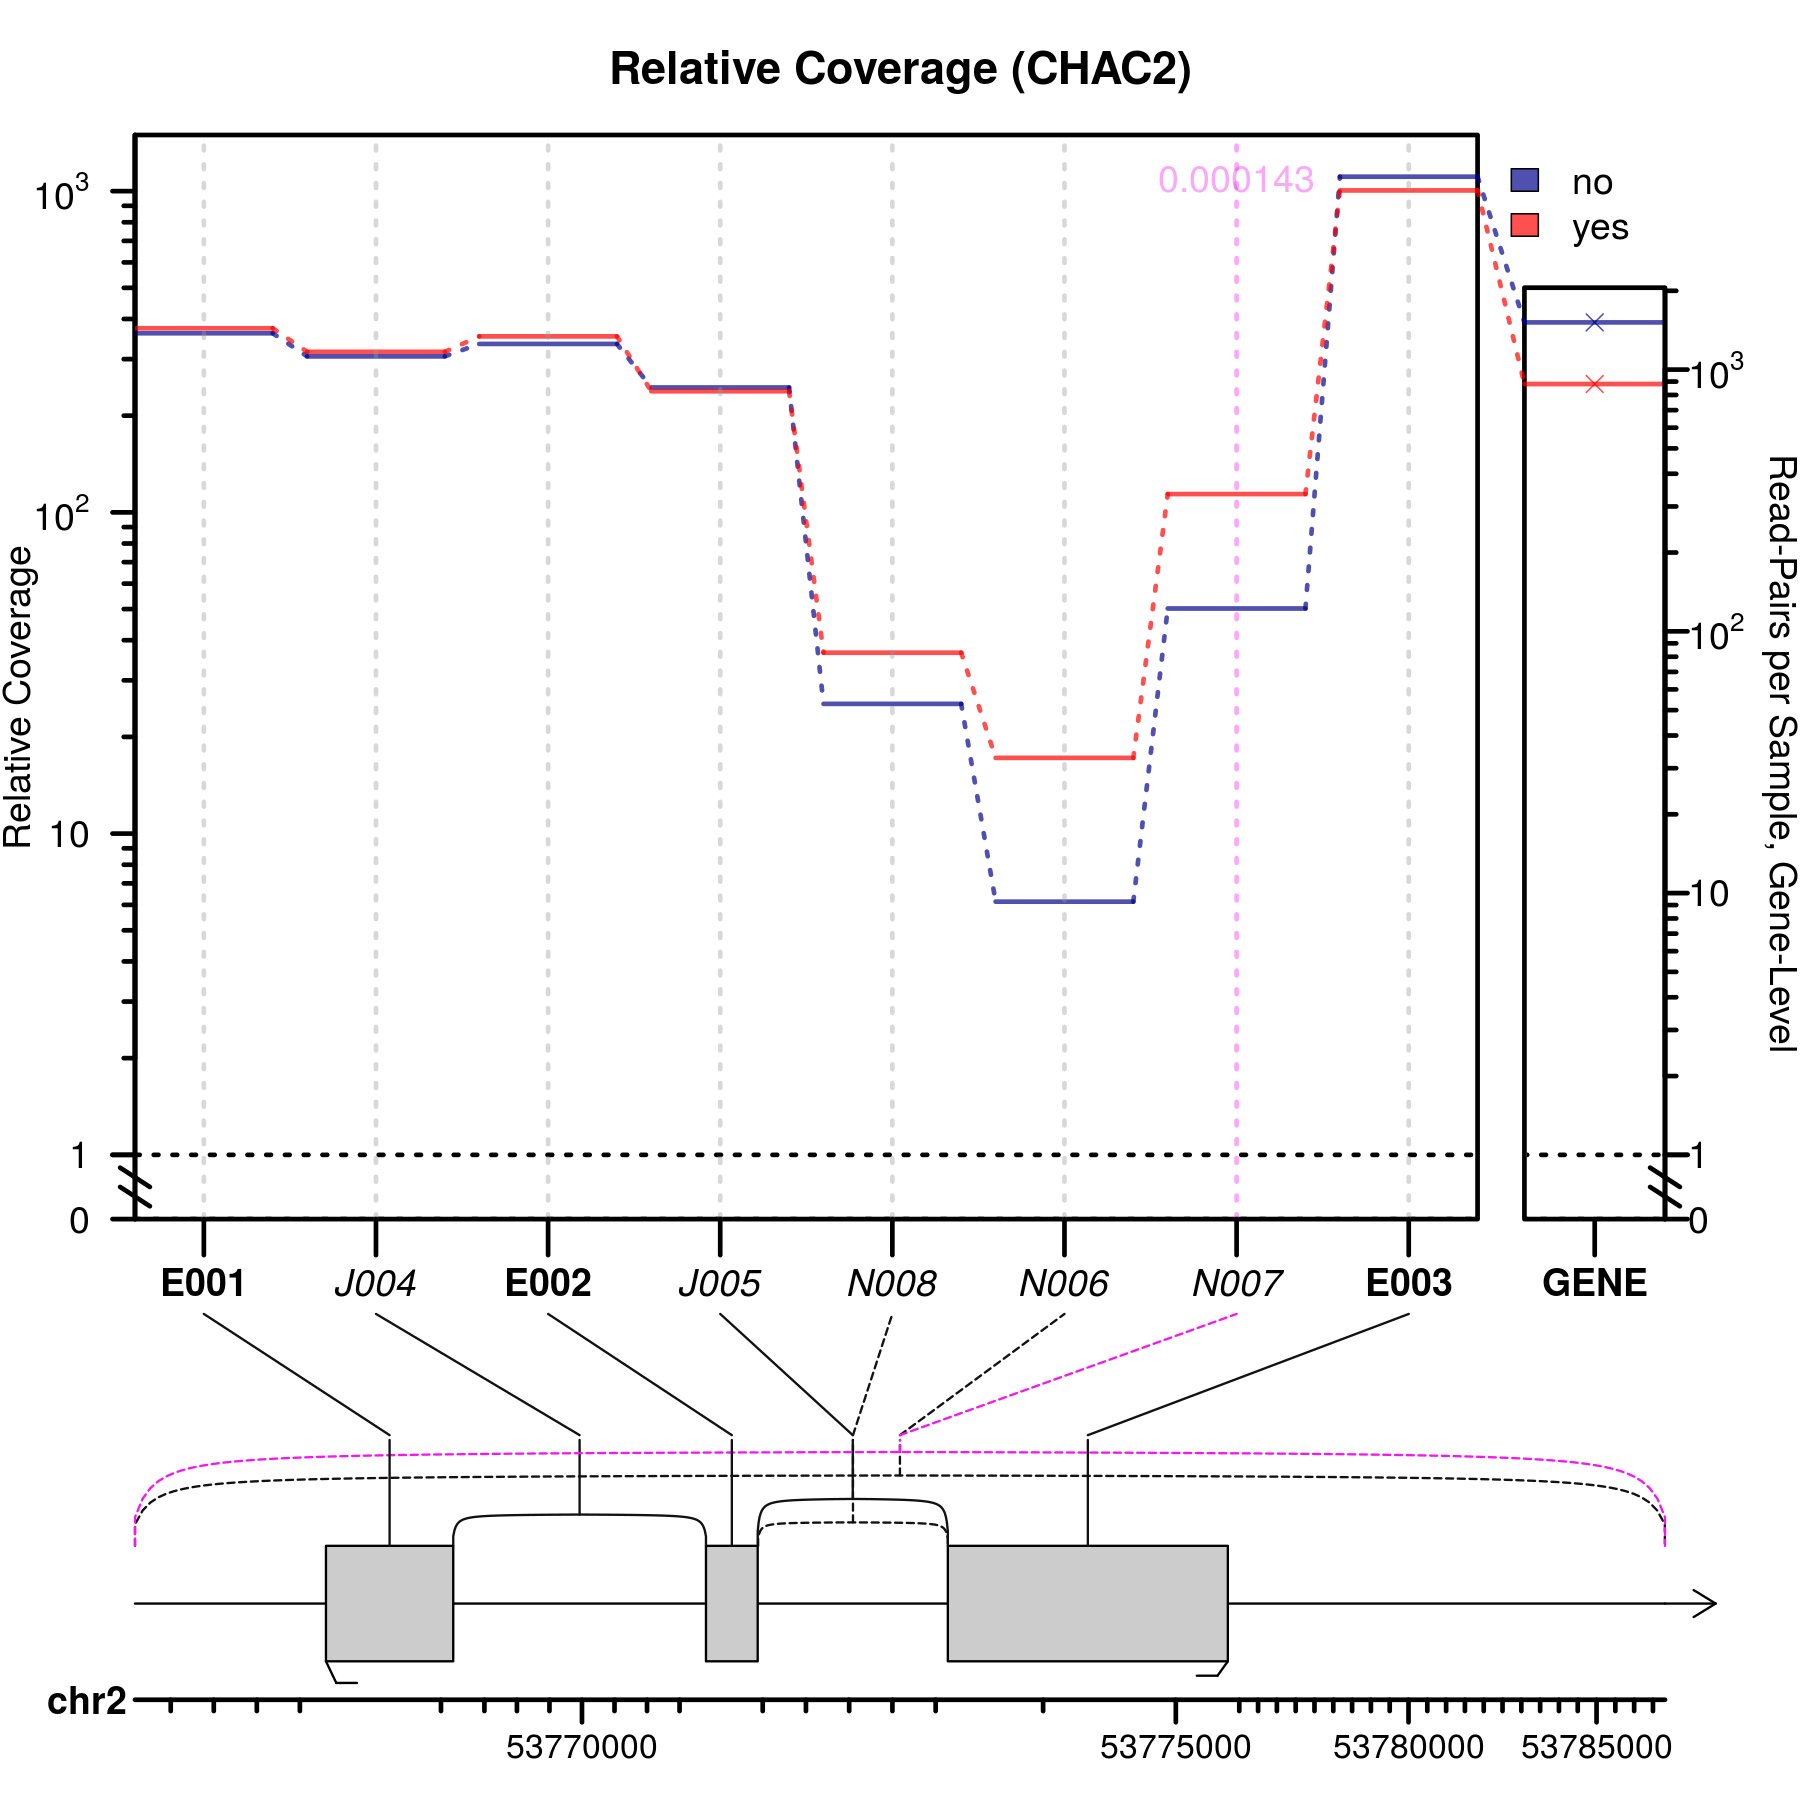 Relative Coverage (CHAC2)
0.000143
no
yes
Relative Coverage
10³
10²
10
1
0
10³
10²
10
1
0
Read-Pairs per Sample, Gene-Level
E001 J004 E002 J005 N008 N006 N007 E003 GENE
chr2
53770000 53775000 53780000 53785000